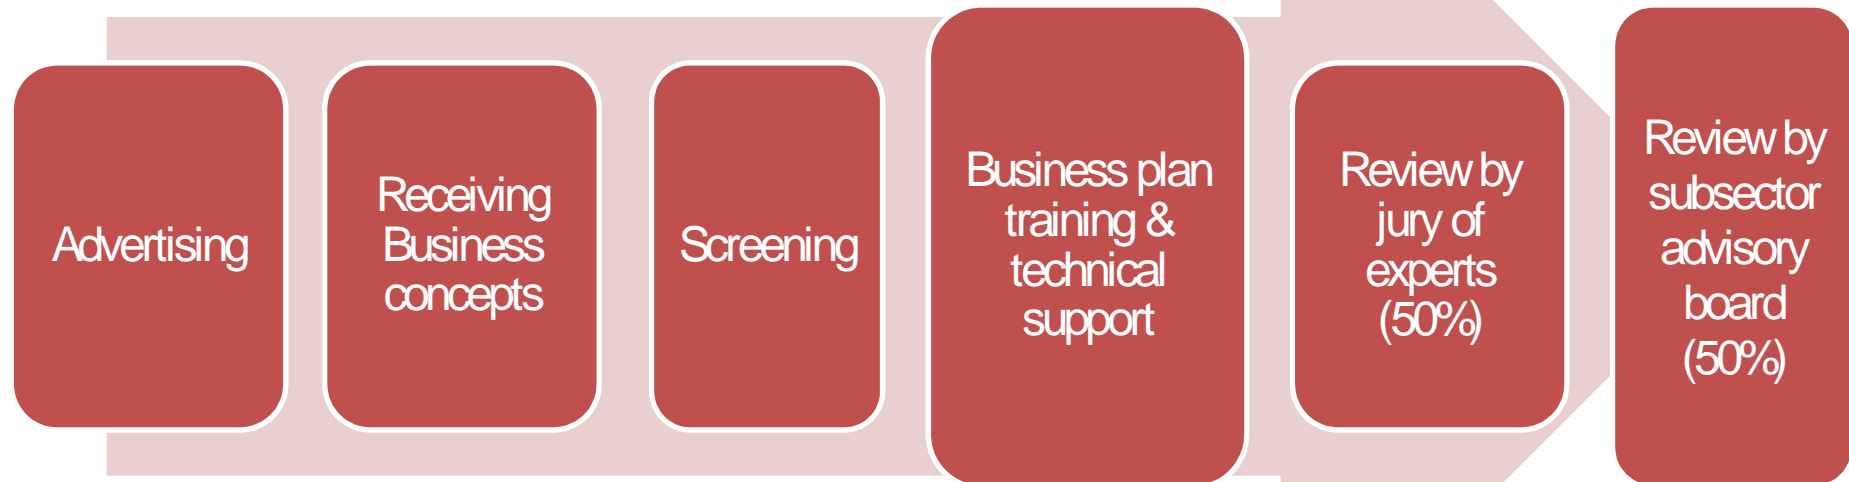 Advertising
Receiving
Business
concepts
Screening
Business plan
training &
technical
support
Review by
jury of
experts
(50%)
Review by
subsector
advisory
board
(50%)